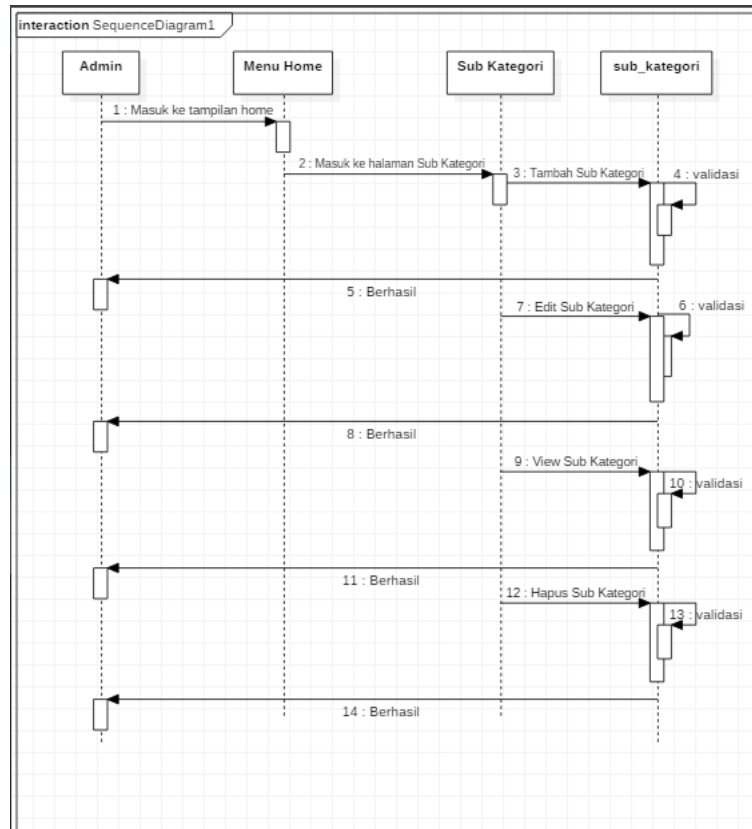 interaction SequenceDiagram1
Admin
Menu Home
Sub Kategori
sub_kategori
1 : Masuk ke tampilan home
2 : Masuk ke halaman Sub Kategori
3 : Tambah Sub Kategori
4 : validasi
5 : Berhasil
7 : Edit Sub Kategori
6 : validasi
8 : Berhasil
9 : View Sub Kategori
10 : validasi
11 : Berhasil
12 : Hapus Sub Kategori
13 : validasi
14 : Berhasil